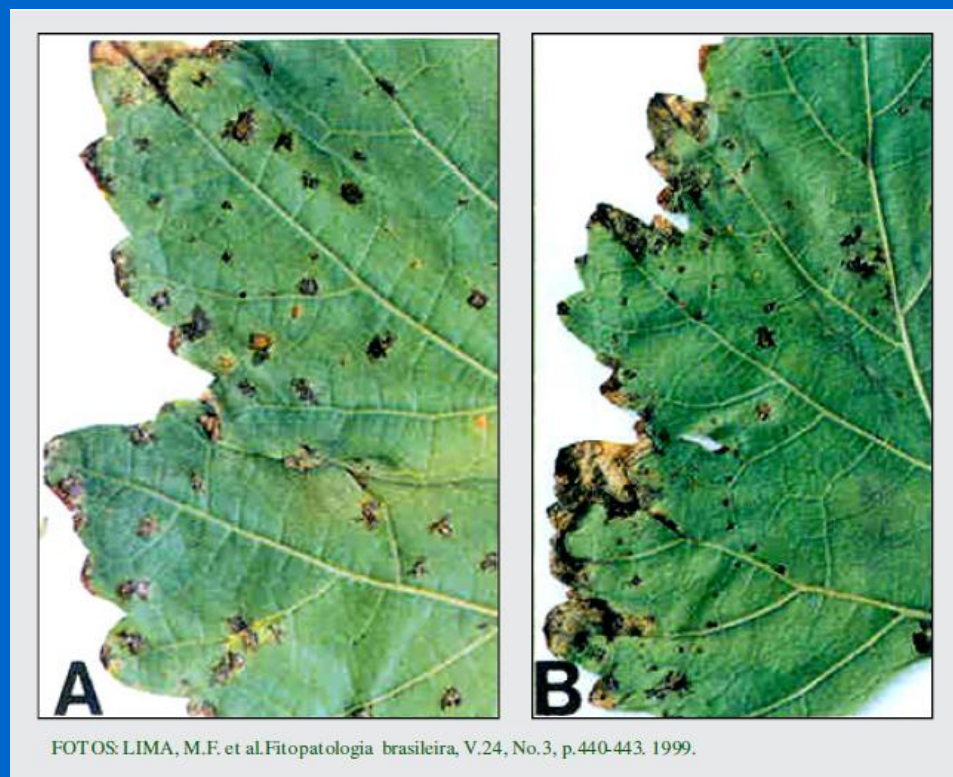 A
B
FOTOS: LIMA, M.F. et al.Fitopatologia brasileira, V.24, No.3, p.440-443. 1999.